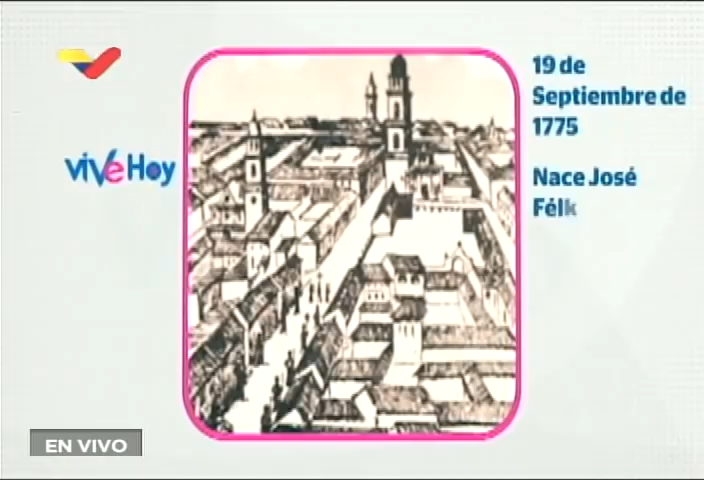 19 de
Septiembre de
1775
Nace José
Félk
viveHoy
EN VIVO